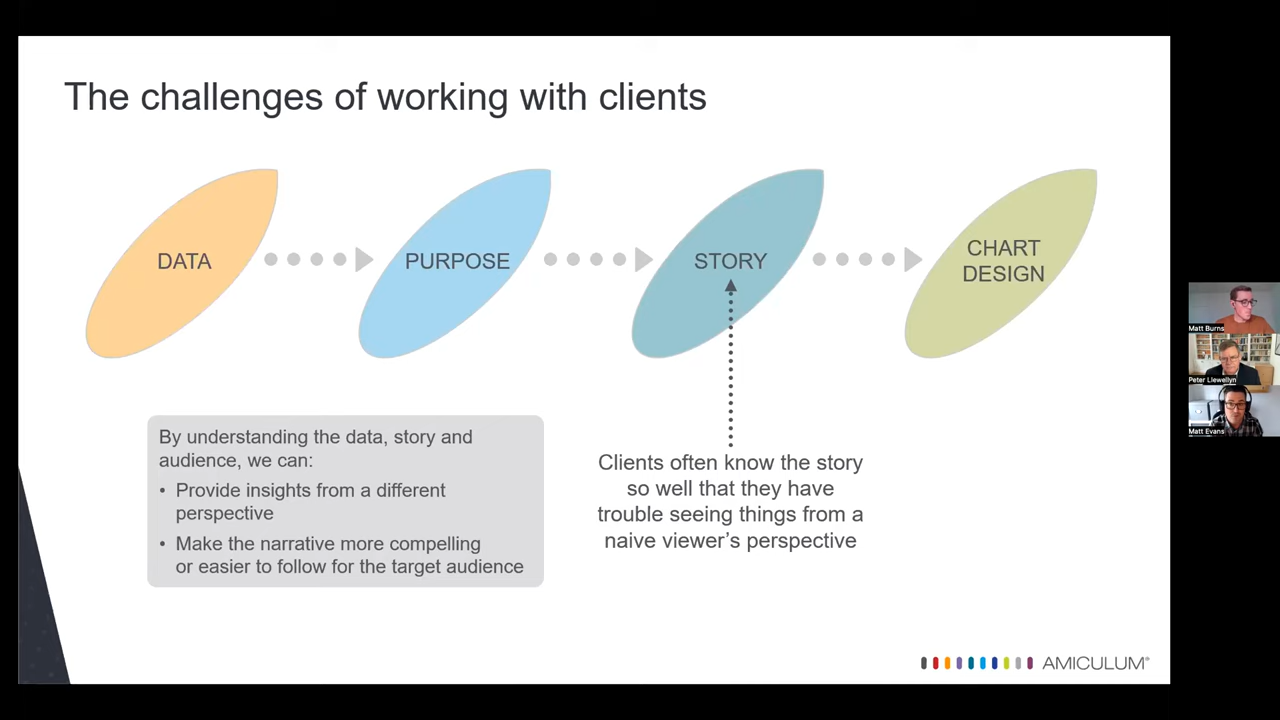 The challenges of working with clients
DATA
PURPOSE
STORY
CHART
DESIGN
By understanding the data, story and
audience, we can:
• Provide insights from a different
perspective
• Make the narrative more compelling
or easier to follow for the target audience
Clients often know the story
so well that they have
trouble seeing things from a
naive viewer's perspective
AMICULUM®
Matt Burns
Peter Llewellyn
Matt Evans